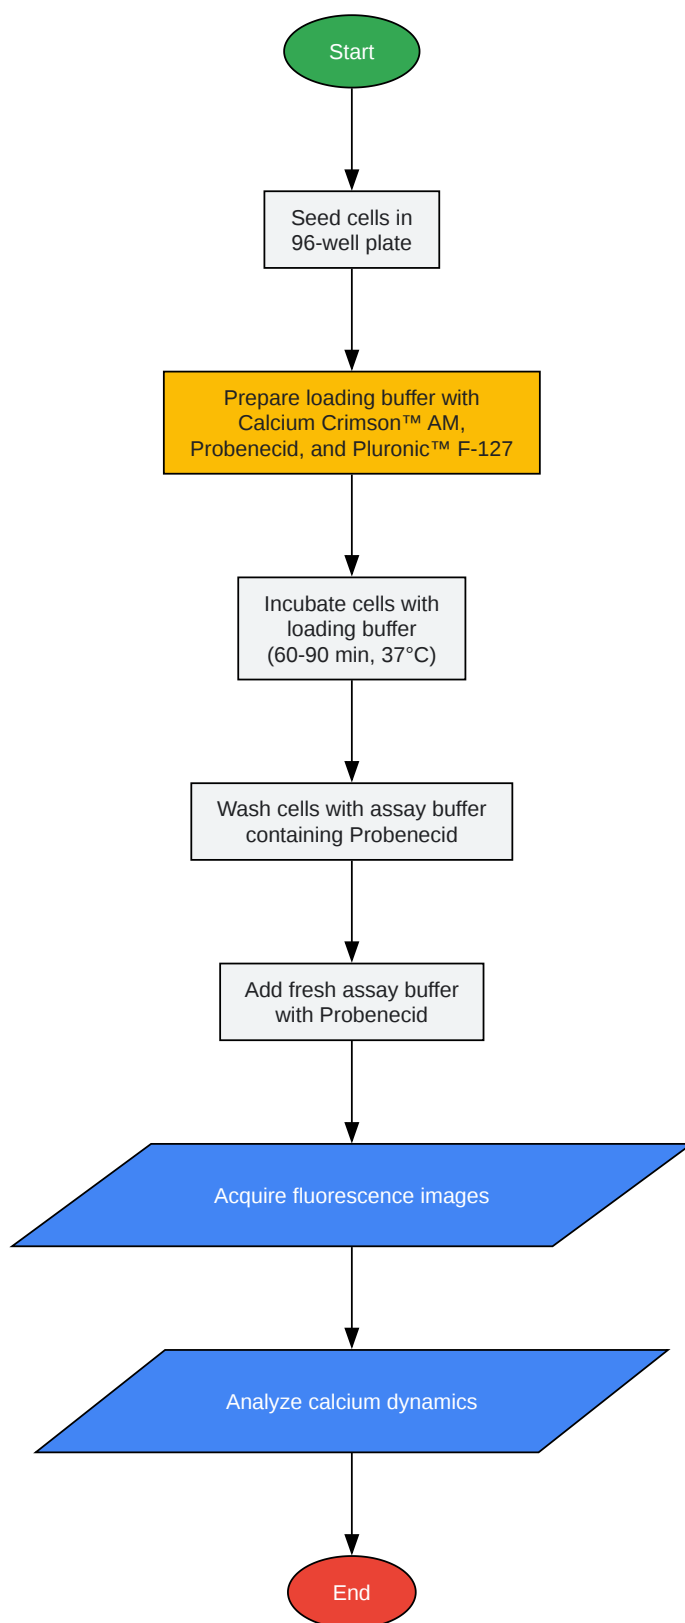 Start
Seed cells in
96-well plate
Prepare loading buffer with
Calcium Crimson™ AM,
Probenecid, and Pluronic™ F-127
Incubate cells with
loading buffer
(60-90 min, 37°C)
Wash cells with assay buffer
containing Probenecid
Add fresh assay buffer
with Probenecid
Acquire fluorescence images
Analyze calcium dynamics
End